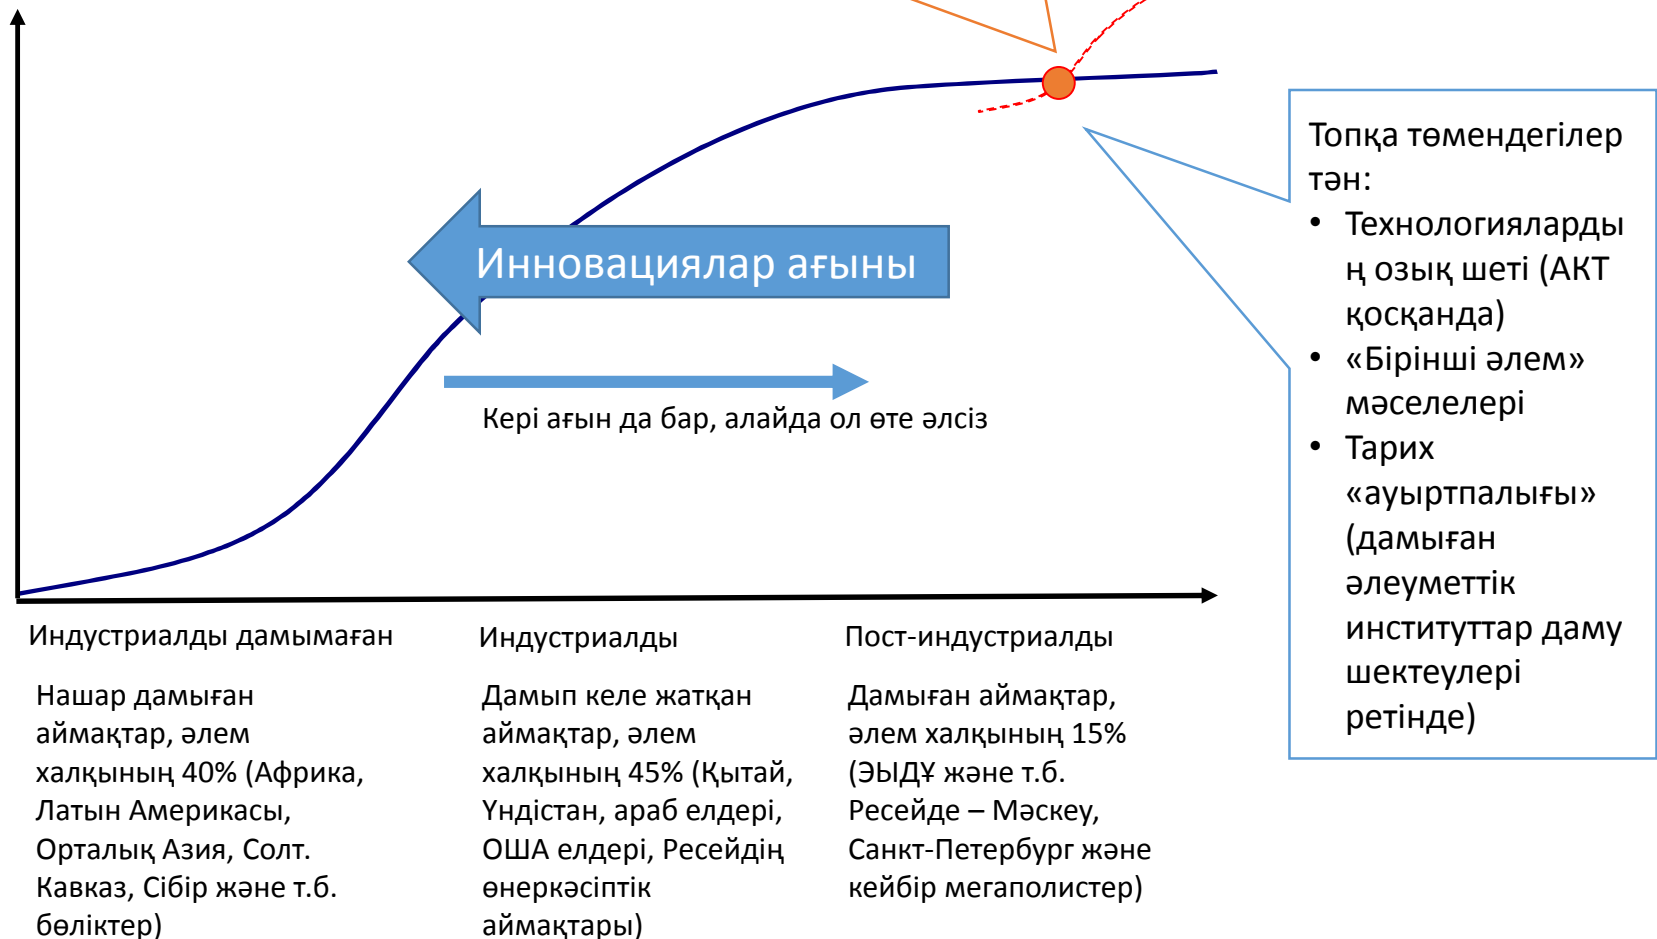 Инновациялар ағыны
Кері ағын да бар, алайда ол өте әлсіз
Топқа төмендегілер
тән:
• Технологиялардың
ң озық шеті (АКТ
қосқанда)
• «Бірінші әлем»
мәселелері
• Тарих
«ауыртпалығы»
(дамыған
әлеуметтік
институттар даму
шектеулері
ретінде)
Индустриалды дамымаған
Нашар дамыған
аймақтар, әлем
халқының 40% (Африка,
Латын Америкасы,
Орталық Азия, Солт.
Кавказ, Сібір және т.б.
бөліктер)
Индустриалды
Дамып келе жатқан
аймақтар, әлем
халқының 45% (Қытай,
Үндістан, араб елдері,
ОША елдері, Ресейдің
өнеркәсіптік
аймақтары)
Пост-индустриалды
Дамыған аймақтар,
әлем халқының 15%
(ЭЫДҰ және т.б.
Ресейде – Мәскеу,
Санкт-Петербург және
кейбір мегаполистер)